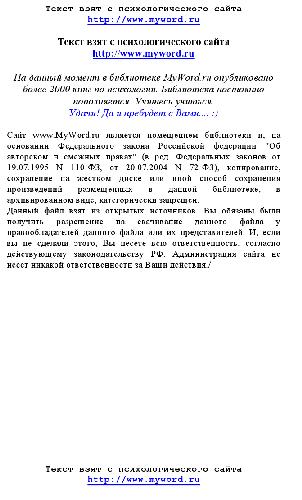 Текст взят с психологического сайта
http://www.myword.ru
Текст взят с психологического сайта
http://www.myword.ru
На данный момент в библиотеке MyWord.ru опубликовано
более 2000 книг по психологии. Библиотека постоянно
пополняется. Учитесь учиться.
Удачи! Да и пребудет с Вами... :)
Сайт www.MyWord.ru является помещением библиотеки и, на
основании Федерального закона Российской федерации "Об
авторском и смежных правах" (в ред. Федеральных законов от
19.07.1995 N 110-ФЗ, от 20.07.2004 N 72-ФЗ), копирование,
сохранение на жестком диске или иной способ сохранения
произведений размещенных в данной библиотеке, в
архивированном виде, категорически запрещен.
Данный файл взят из открытых источников. Вы обязаны были
получить разрешение на скачивание данного файла у
правообладателей данного файла или их представителей. И, если
вы не сделали этого, Вы несете всю ответственность, согласно
действующему законодательству РФ. Администрация сайта не
несет никакой ответственности за Ваши действия./
Текст взят с психологического сайта
http://www.myword.ru